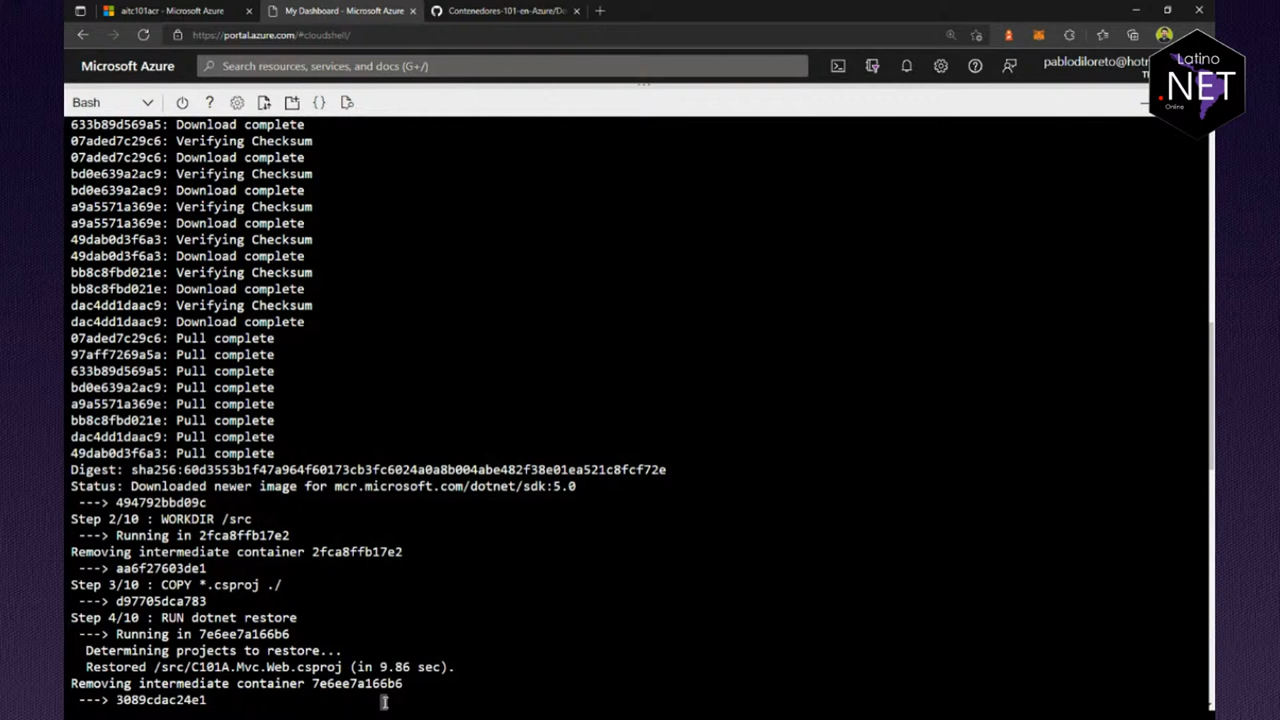 aitc101acr - Microsoft Azure
My Dashboard - Microsoft Azure
Contenedores-101-en-Azure/Do
https://portal.azure.com/#cloudshell/
Microsoft Azure
Search resources, services, and docs (G+/)
pablodiloreto@hotm
Latino
.NET
Online
Bash
633b89d569a5: Download complete
07aded7c29c6: Verifying Checksum
07aded7c29c6: Download complete
bd0e639a2ac9: Verifying Checksum
bd0e639a2ac9: Download complete
a9a5571a369e: Verifying Checksum
a9a5571a369e: Download complete
49dab0d3f6a3: Verifying Checksum
49dab0d3f6a3: Download complete
bb8c8fbd021e: Verifying Checksum
bb8c8fbd021e: Download complete
dac4dd1daac9: Verifying Checksum
dac4dd1daac9: Download complete
07aded7c29c6: Pull complete
97aff7269a5a: Pull complete
633b89d569a5: Pull complete
bd0e639a2ac9: Pull complete
a9a5571a369e: Pull complete
bb8c8fbd021e: Pull complete
dac4dd1daac9: Pull complete
49dab0d3f6a3: Pull complete
Digest: sha256:60d3553b1f47a964f60173cb3fc6024a0a8b004abe482f38e01ea521c8fcf72e
Status: Downloaded newer image for mcr.microsoft.com/dotnet/sdk:5.0
---> 494792bbd09c
Step 2/10 : WORKDIR /src
---> Running in 2fca8ffb17e2
Removing intermediate container 2fca8ffb17e2
---> aa6f27603de1
Step 3/10 : COPY *.csproj ./
---> d97705dca783
Step 4/10 : RUN dotnet restore
---> Running in 7e6ee7a166b6
Determining projects to restore...
Restored /src/C101A.Mvc.Web.csproj (in 9.86 sec).
Removing intermediate container 7e6ee7a166b6
---> 3089cdac24e1